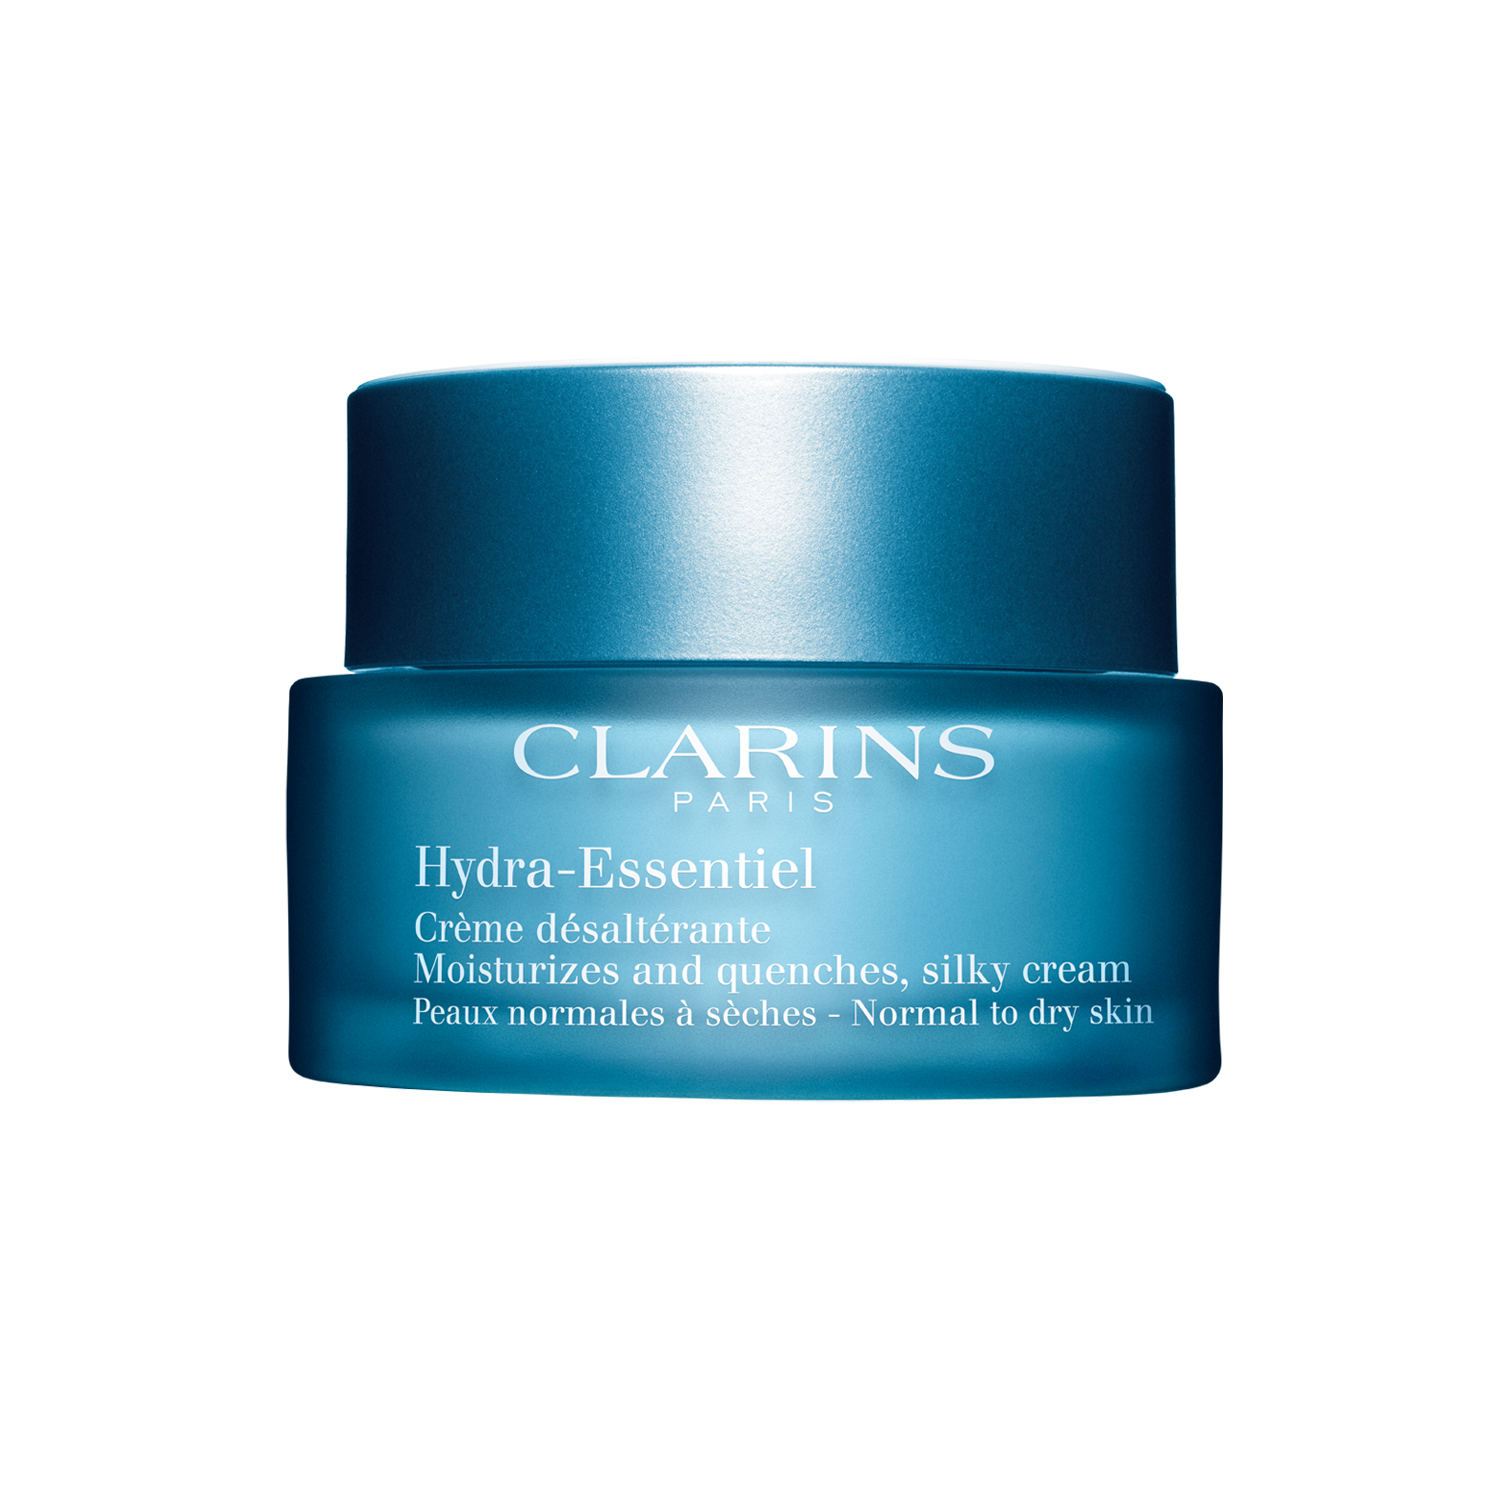 CLARINS
PARIS
Hydra-Essentiel
Crème désaltérante
Moisturizes and quenches, silky cream
Peaux normales à sèches - Normal to dry skin